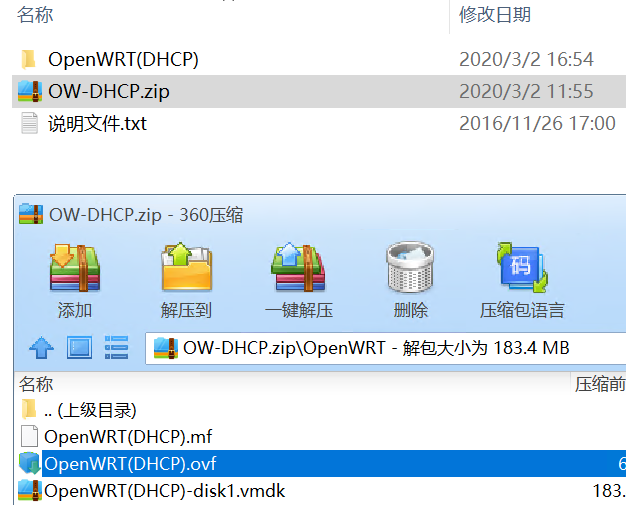 名称 修改日期
OpenWRT(DHCP) 2020/3/2 16:54
OW-DHCP.zip 2020/3/2 11:55
说明文件.txt 2016/11/26 17:00
OW-DHCP.zip - 360压缩
添加 解压到 一键解压 删除 压缩包语言
码
OW-DHCP.zip\OpenWRT - 解包大小为 183.4 MB
名称 压缩前
.. (上级目录)
OpenWRT(DHCP).mf
OpenWRT(DHCP).ovf 6
OpenWRT(DHCP)-disk1.vmdk 183.